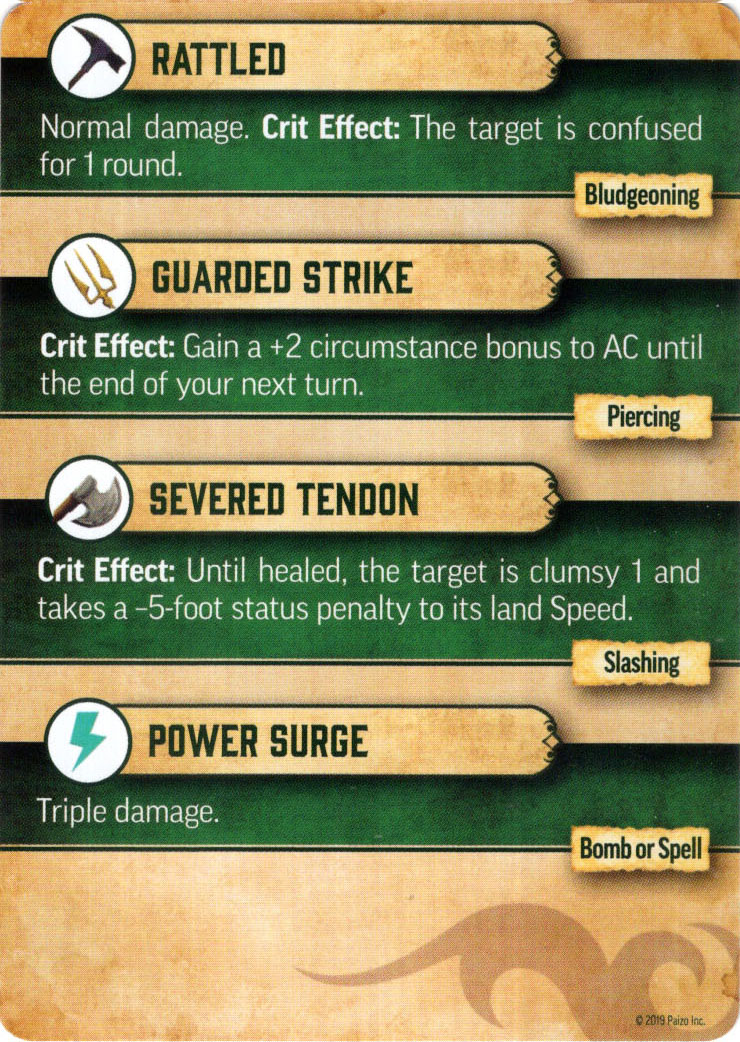 RATTLED
Normal damage. Crit Effect: The target is confused
for 1 round.
Bludgeoning
GUARDED STRIKE
Crit Effect: Gain a +2 circumstance bonus to AC until
the end of your next turn.
Piercing
SEVERED TENDON
Crit Effect: Until healed, the target is clumsy 1 and
takes a –5-foot status penalty to its land Speed.
Slashing
POWER SURGE
Triple damage.
Bomb or Spell
© 2019 Paizo Inc.